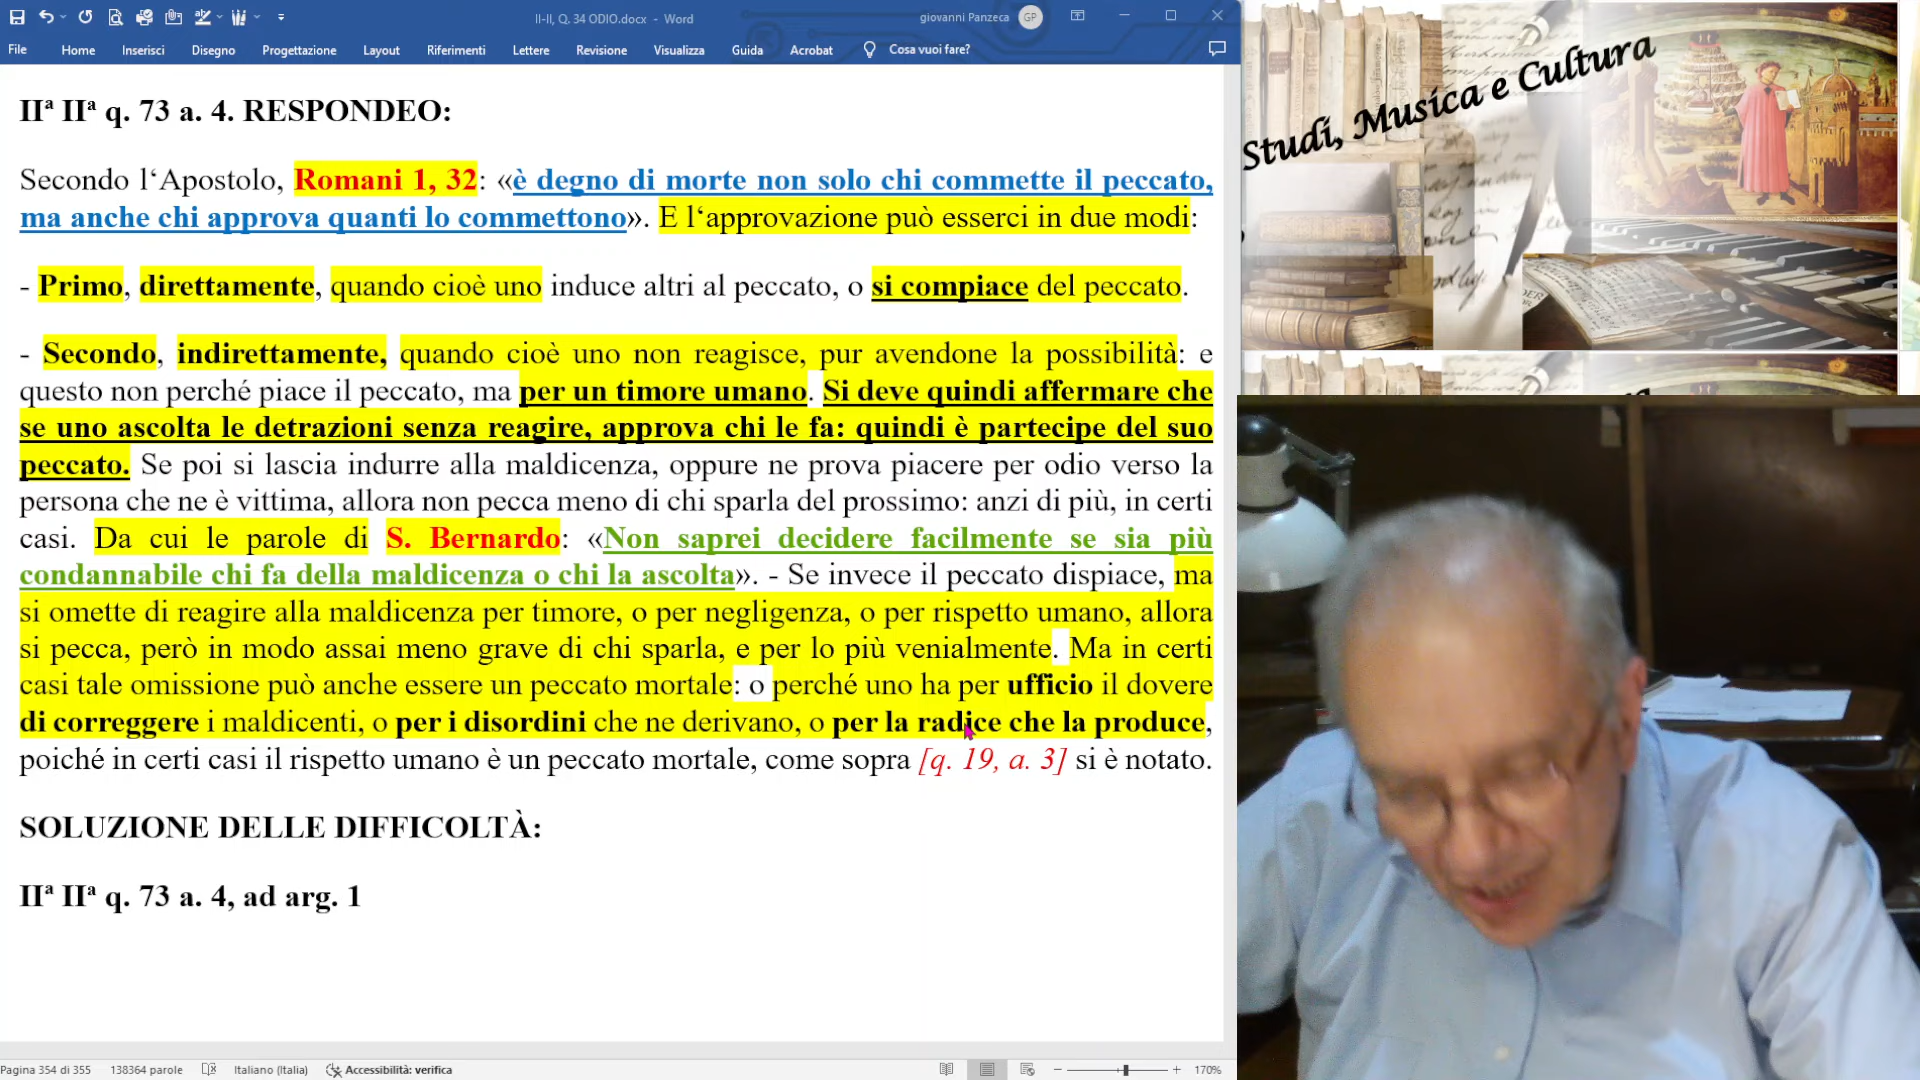 II-II, Q. 34 ODIO.docx - Word
giovanni Panzeca
GP
File Home Inserisci Disegno Progettazione Layout Riferimenti Lettere Revisione Visualizza Guida Acrobat Cosa vuoi fare?
IIª IIª q. 73 a. 4. RESPONDEO:
Secondo l‘Apostolo, Romani 1, 32: «è degno di morte non solo chi commette il peccato,
ma anche chi approva quanti lo commettono». E l‘approvazione può esserci in due modi:
- Primo, direttamente, quando cioè uno induce altri al peccato, o si compiace del peccato.
- Secondo, indirettamente, quando cioè uno non reagisce, pur avendone la possibilità: e
questo non perché piace il peccato, ma per un timore umano. Si deve quindi affermare che
se uno ascolta le detrazioni senza reagire, approva chi le fa: quindi è partecipe del suo
peccato. Se poi si lascia indurre alla maldicenza, oppure ne prova piacere per odio verso la
persona che ne è vittima, allora non pecca meno di chi sparla del prossimo: anzi di più, in certi
casi. Da cui le parole di S. Bernardo: «Non saprei decidere facilmente se sia più
condannabile chi fa della maldicenza o chi la ascolta». - Se invece il peccato dispiace, ma
si omette di reagire alla maldicenza per timore, o per negligenza, o per rispetto umano, allora
si pecca, però in modo assai meno grave di chi sparla, e per lo più venialmente. Ma in certi
casi tale omissione può anche essere un peccato mortale: o perché uno ha per ufficio il dovere
di correggere i maldicenti, o per i disordini che ne derivano, o per la radice che la produce,
poiché in certi casi il rispetto umano è un peccato mortale, come sopra [q. 19, a. 3] si è notato.
SOLUZIONE DELLE DIFFICOLTÀ:
IIª IIª q. 73 a. 4, ad arg. 1
Pagina 354 di 355 138364 parole Italiano (Italia) Accessibilità: verifica 170%
Studi, Musica e Cultura